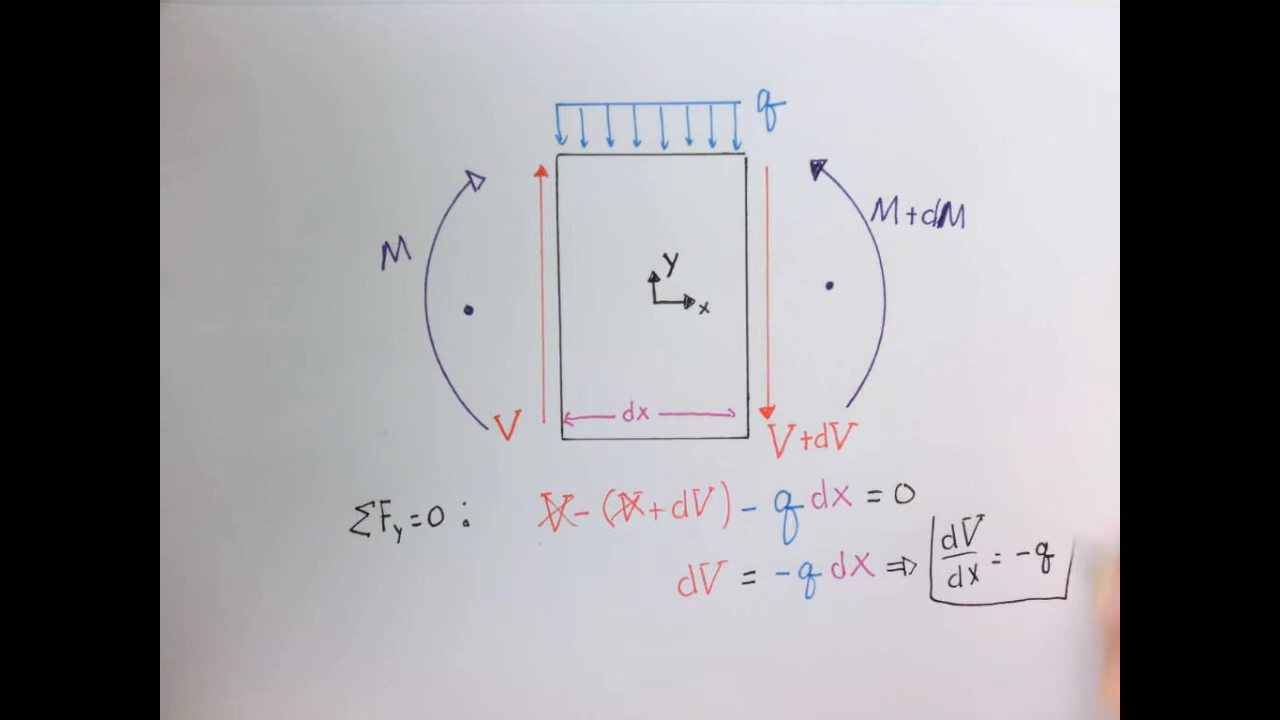 q
M
M+dM
y
x
dx
V
V+dV
ΣFy=0: V-(V+dV)-q dx=0
dV = -q dx ⇒ dV/dx = -q